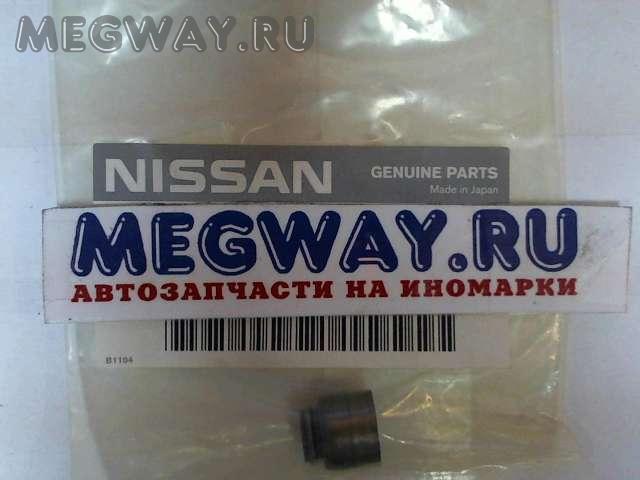 MEGWAY.RU
NISSAN
GENUINE PARTS
Made in Japan
MEGWAY.RU
АВТОЗАПЧАСТИ НА ИНОМАРКИ
B1104